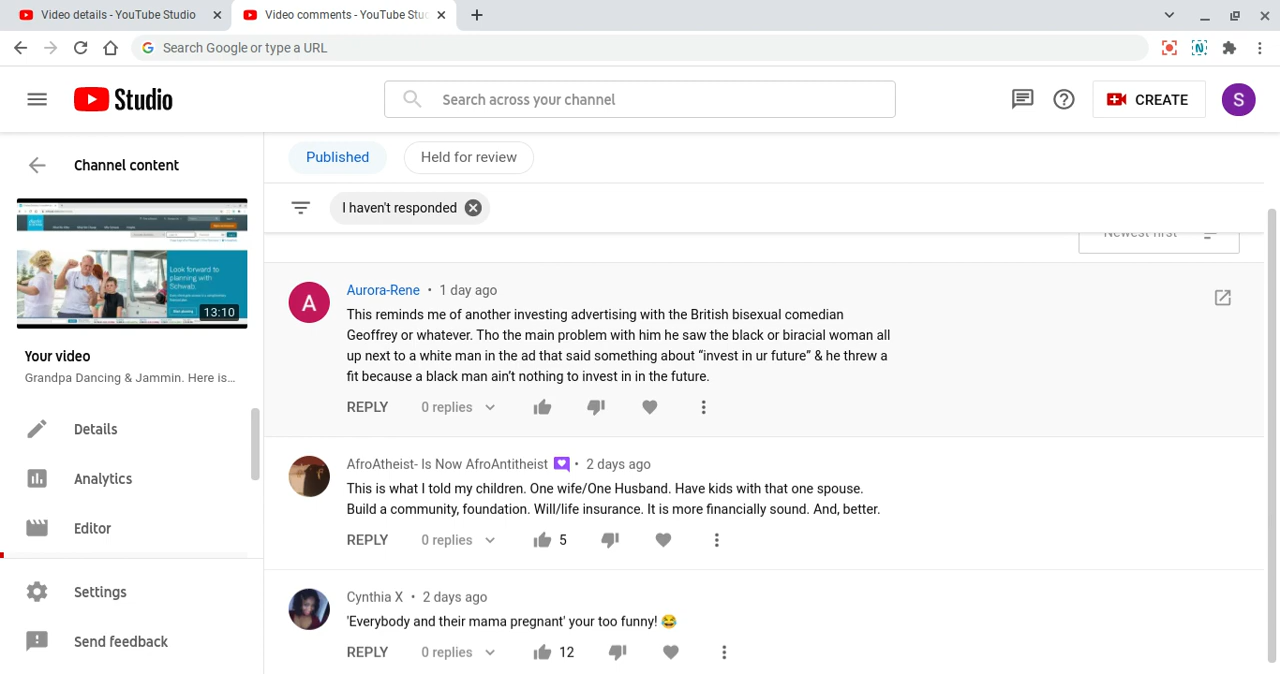 Video details - YouTube Studio
Video comments - YouTube Stud
Search Google or type a URL
Studio
Search across your channel
CREATE
S
Channel content
Published
Held for review
I haven't responded
Newest first
Look forward to
planning with
Schwab.
13:10
Your video
Grandpa Dancing & Jammin. Here is...
Details
Analytics
Editor
Settings
Send feedback
A
Aurora-Rene • 1 day ago
This reminds me of another investing advertising with the British bisexual comedian
Geoffrey or whatever. Tho the main problem with him he saw the black or biracial woman all
up next to a white man in the ad that said something about “invest in ur future” & he threw a
fit because a black man ain’t nothing to invest in in the future.
REPLY 0 replies
AfroAtheist- Is Now AfroAntitheist • 2 days ago
This is what I told my children. One wife/One Husband. Have kids with that one spouse.
Build a community, foundation. Will/life insurance. It is more financially sound. And, better.
REPLY 0 replies 5
Cynthia X • 2 days ago
'Everybody and their mama pregnant' your too funny! 😂
REPLY 0 replies 12